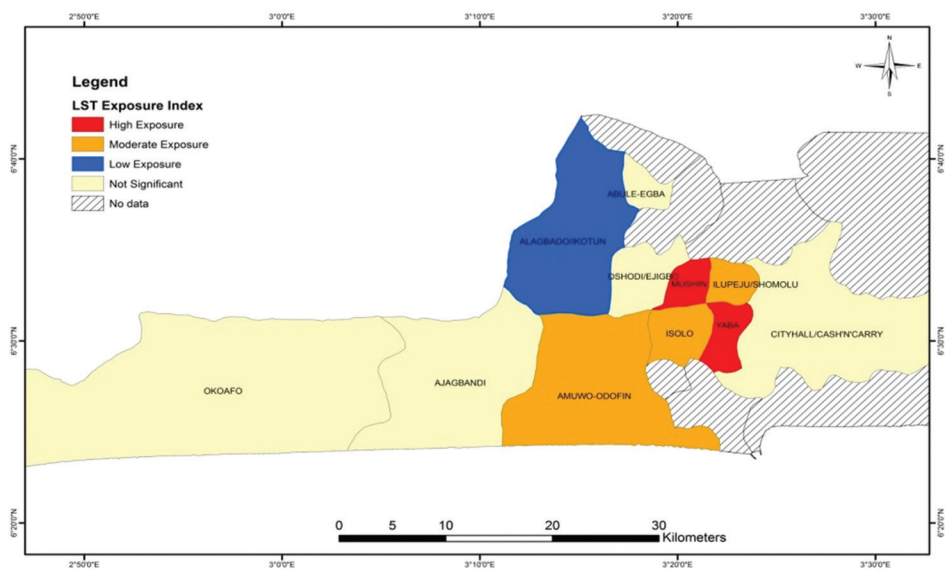 2°50'0"E 3°0'0"E 3°10'0"E 3°20'0"E 3°30'0"E
N
W E
S
Legend
LST Exposure Index
High Exposure
Moderate Exposure
Low Exposure
Not Significant
No data
6°40'0"N 6°40'0"N
ABULE-EGBA
ALAGBADO/IKOTUN
OSHODI/EJIGBO
MUSHIN
ILUPEJU/SHOMOLU
YABA
ISOLO
CITYHALL/CASH'N'CARRY
6°30'0"N 6°30'0"N
AJAGBANDI
OKOAFO
AMUWO-ODOFIN
6°20'0"N 6°20'0"N
0 5 10 20 30
Kilometers
2°50'0"E 3°0'0"E 3°10'0"E 3°20'0"E 3°30'0"E